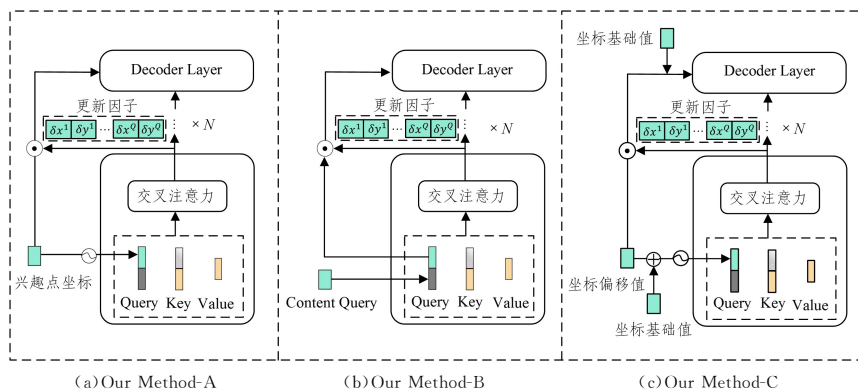 Decoder Layer
更新因子
δx¹ δy¹ ⋯ δx^Q δy^Q
⋮ × N
交叉注意力
兴趣点坐标
Query Key Value
(a)Our Method-A
Decoder Layer
更新因子
δx¹ δy¹ ⋯ δx^Q δy^Q
⋮ × N
交叉注意力
Content Query
Query Key Value
(b)Our Method-B
坐标基础值
Decoder Layer
更新因子
δx¹ δy¹ ⋯ δx^Q δy^Q
⋮ × N
交叉注意力
坐标偏移值
Query Key Value
坐标基础值
(c)Our Method-C